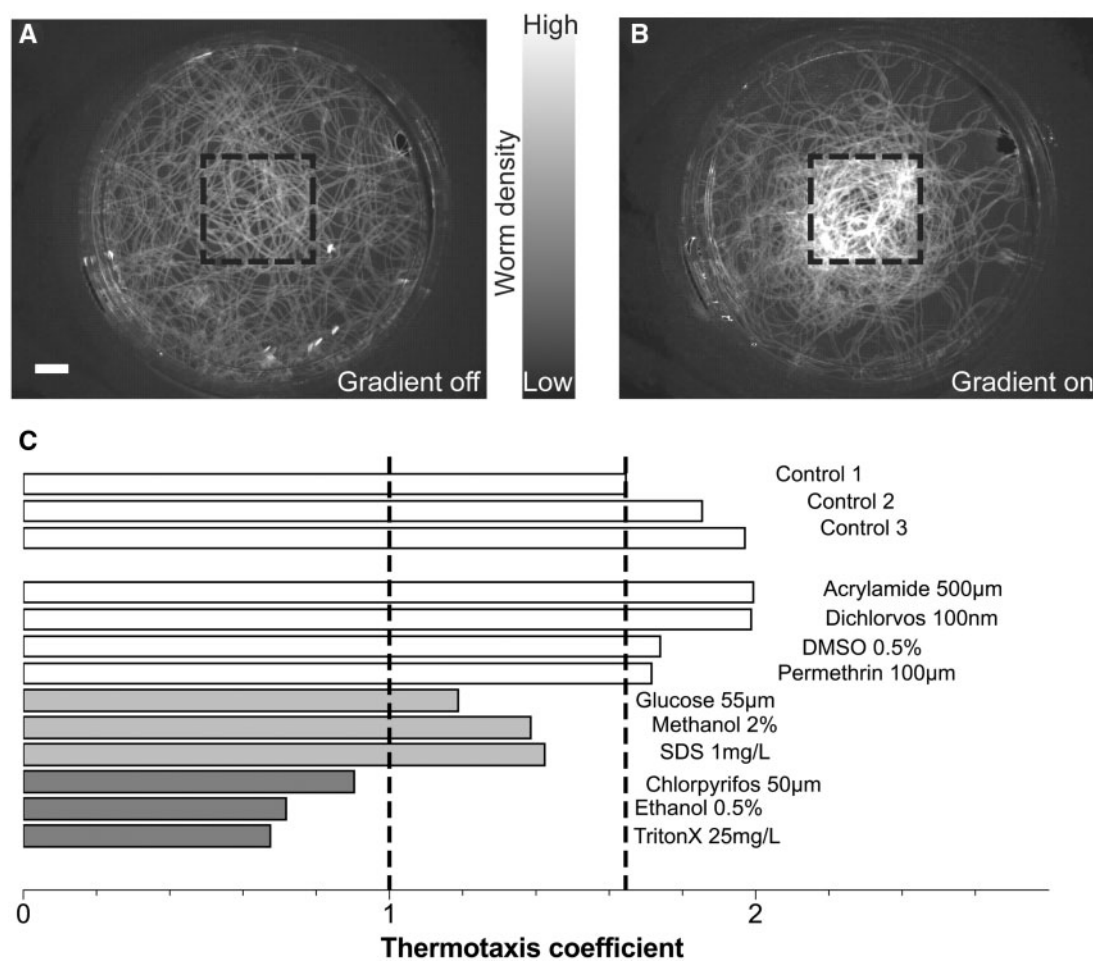 A
Gradient off
High
Worm density
Low
B
Gradient on
C
Control 1
Control 2
Control 3
Acrylamide 500µm
Dichlorvos 100nm
DMSO 0.5%
Permethrin 100µm
Glucose 55µm
Methanol 2%
SDS 1mg/L
Chlorpyrifos 50µm
Ethanol 0.5%
TritonX 25mg/L
0 1 2
Thermotaxis coefficient